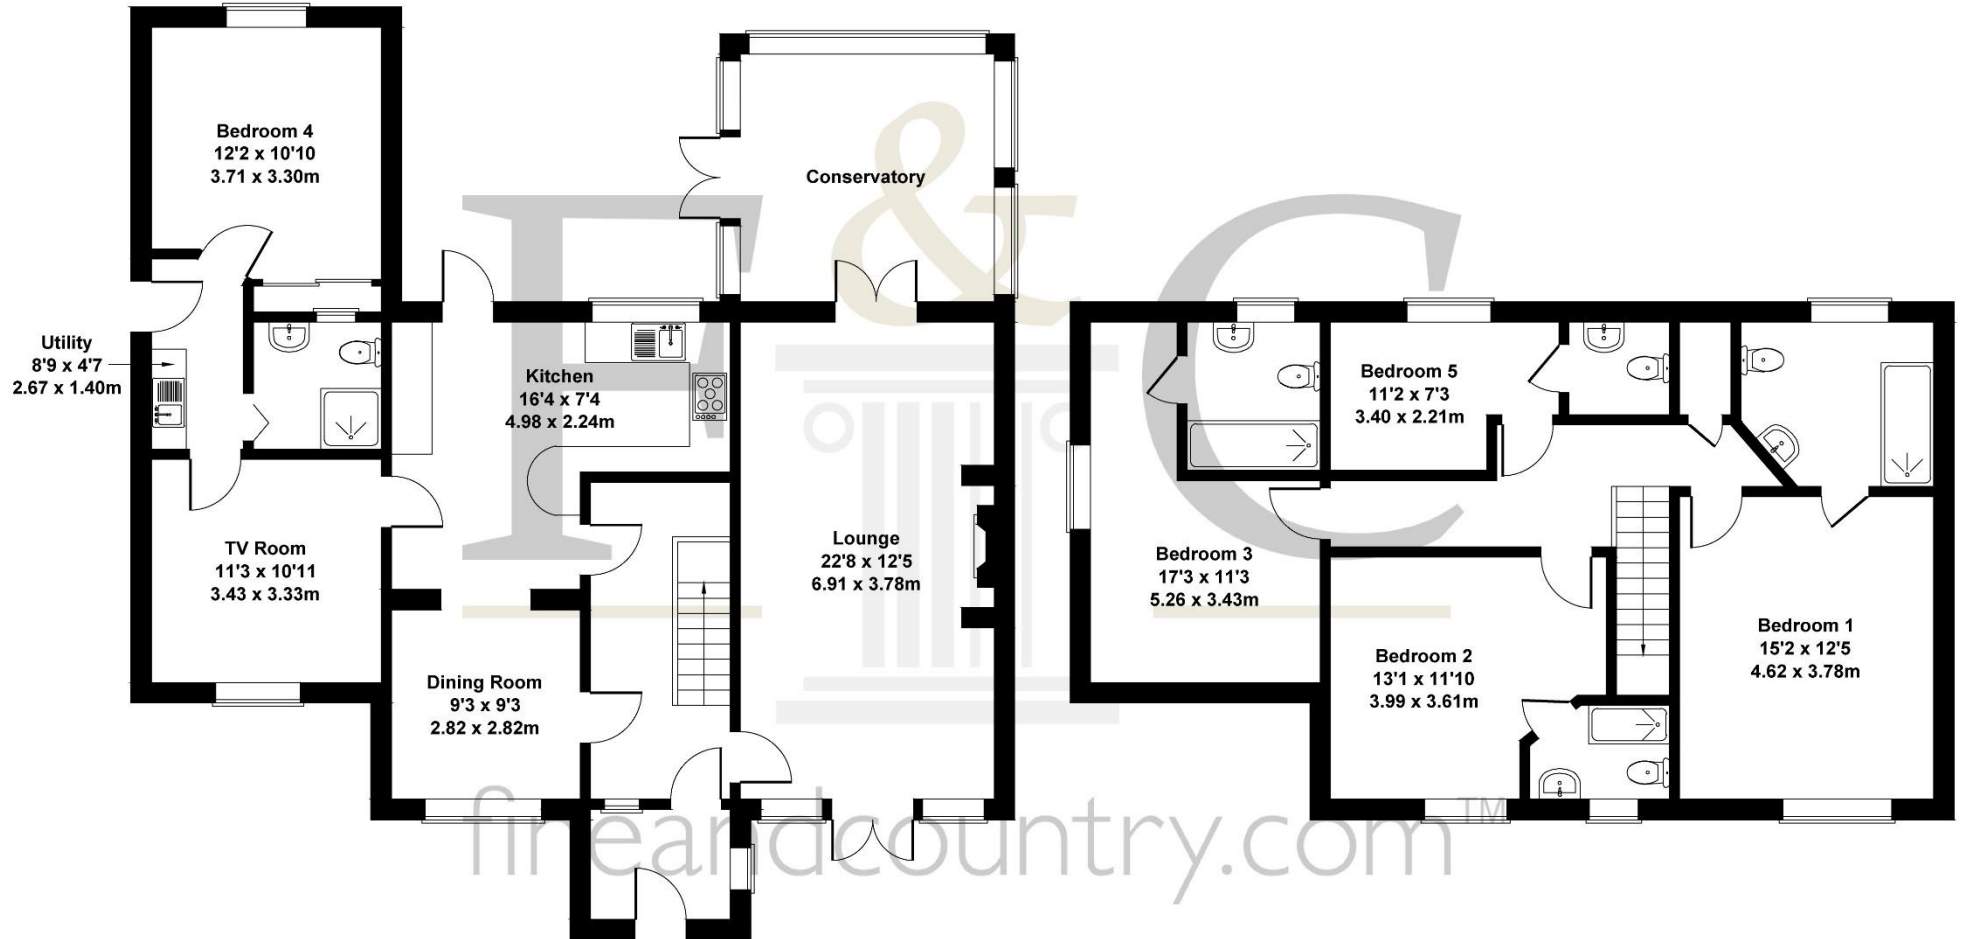 Bedroom 4
12'2 x 10'10
3.71 x 3.30m
Conservatory
Utility
8'9 x 4'7
2.67 x 1.40m
Kitchen
16'4 x 7'4
4.98 x 2.24m
Bedroom 5
11'2 x 7'3
3.40 x 2.21m
TV Room
11'3 x 10'11
3.43 x 3.33m
Lounge
22'8 x 12'5
6.91 x 3.78m
Bedroom 3
17'3 x 11'3
5.26 x 3.43m
Dining Room
9'3 x 9'3
2.82 x 2.82m
Bedroom 2
13'1 x 11'10
3.99 x 3.61m
Bedroom 1
15'2 x 12'5
4.62 x 3.78m
F&C
fineandcountry.com™